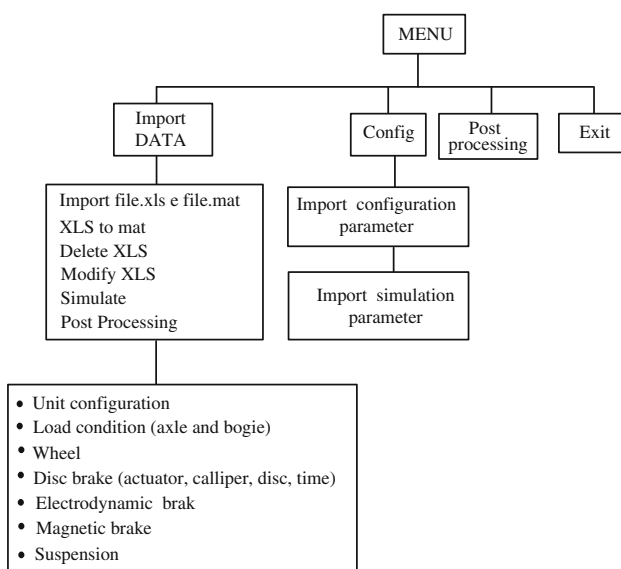 MENU
Import
DATA
Config
Post
processing
Exit
Import file.xls e file.mat
XLS to mat
Delete XLS
Modify XLS
Simulate
Post Processing
Import configuration
parameter
Import simulation
parameter
• Unit configuration
• Load condition (axle and bogie)
• Wheel
• Disc brake (actuator, calliper, disc, time)
• Electrodynamic brak
• Magnetic brake
• Suspension